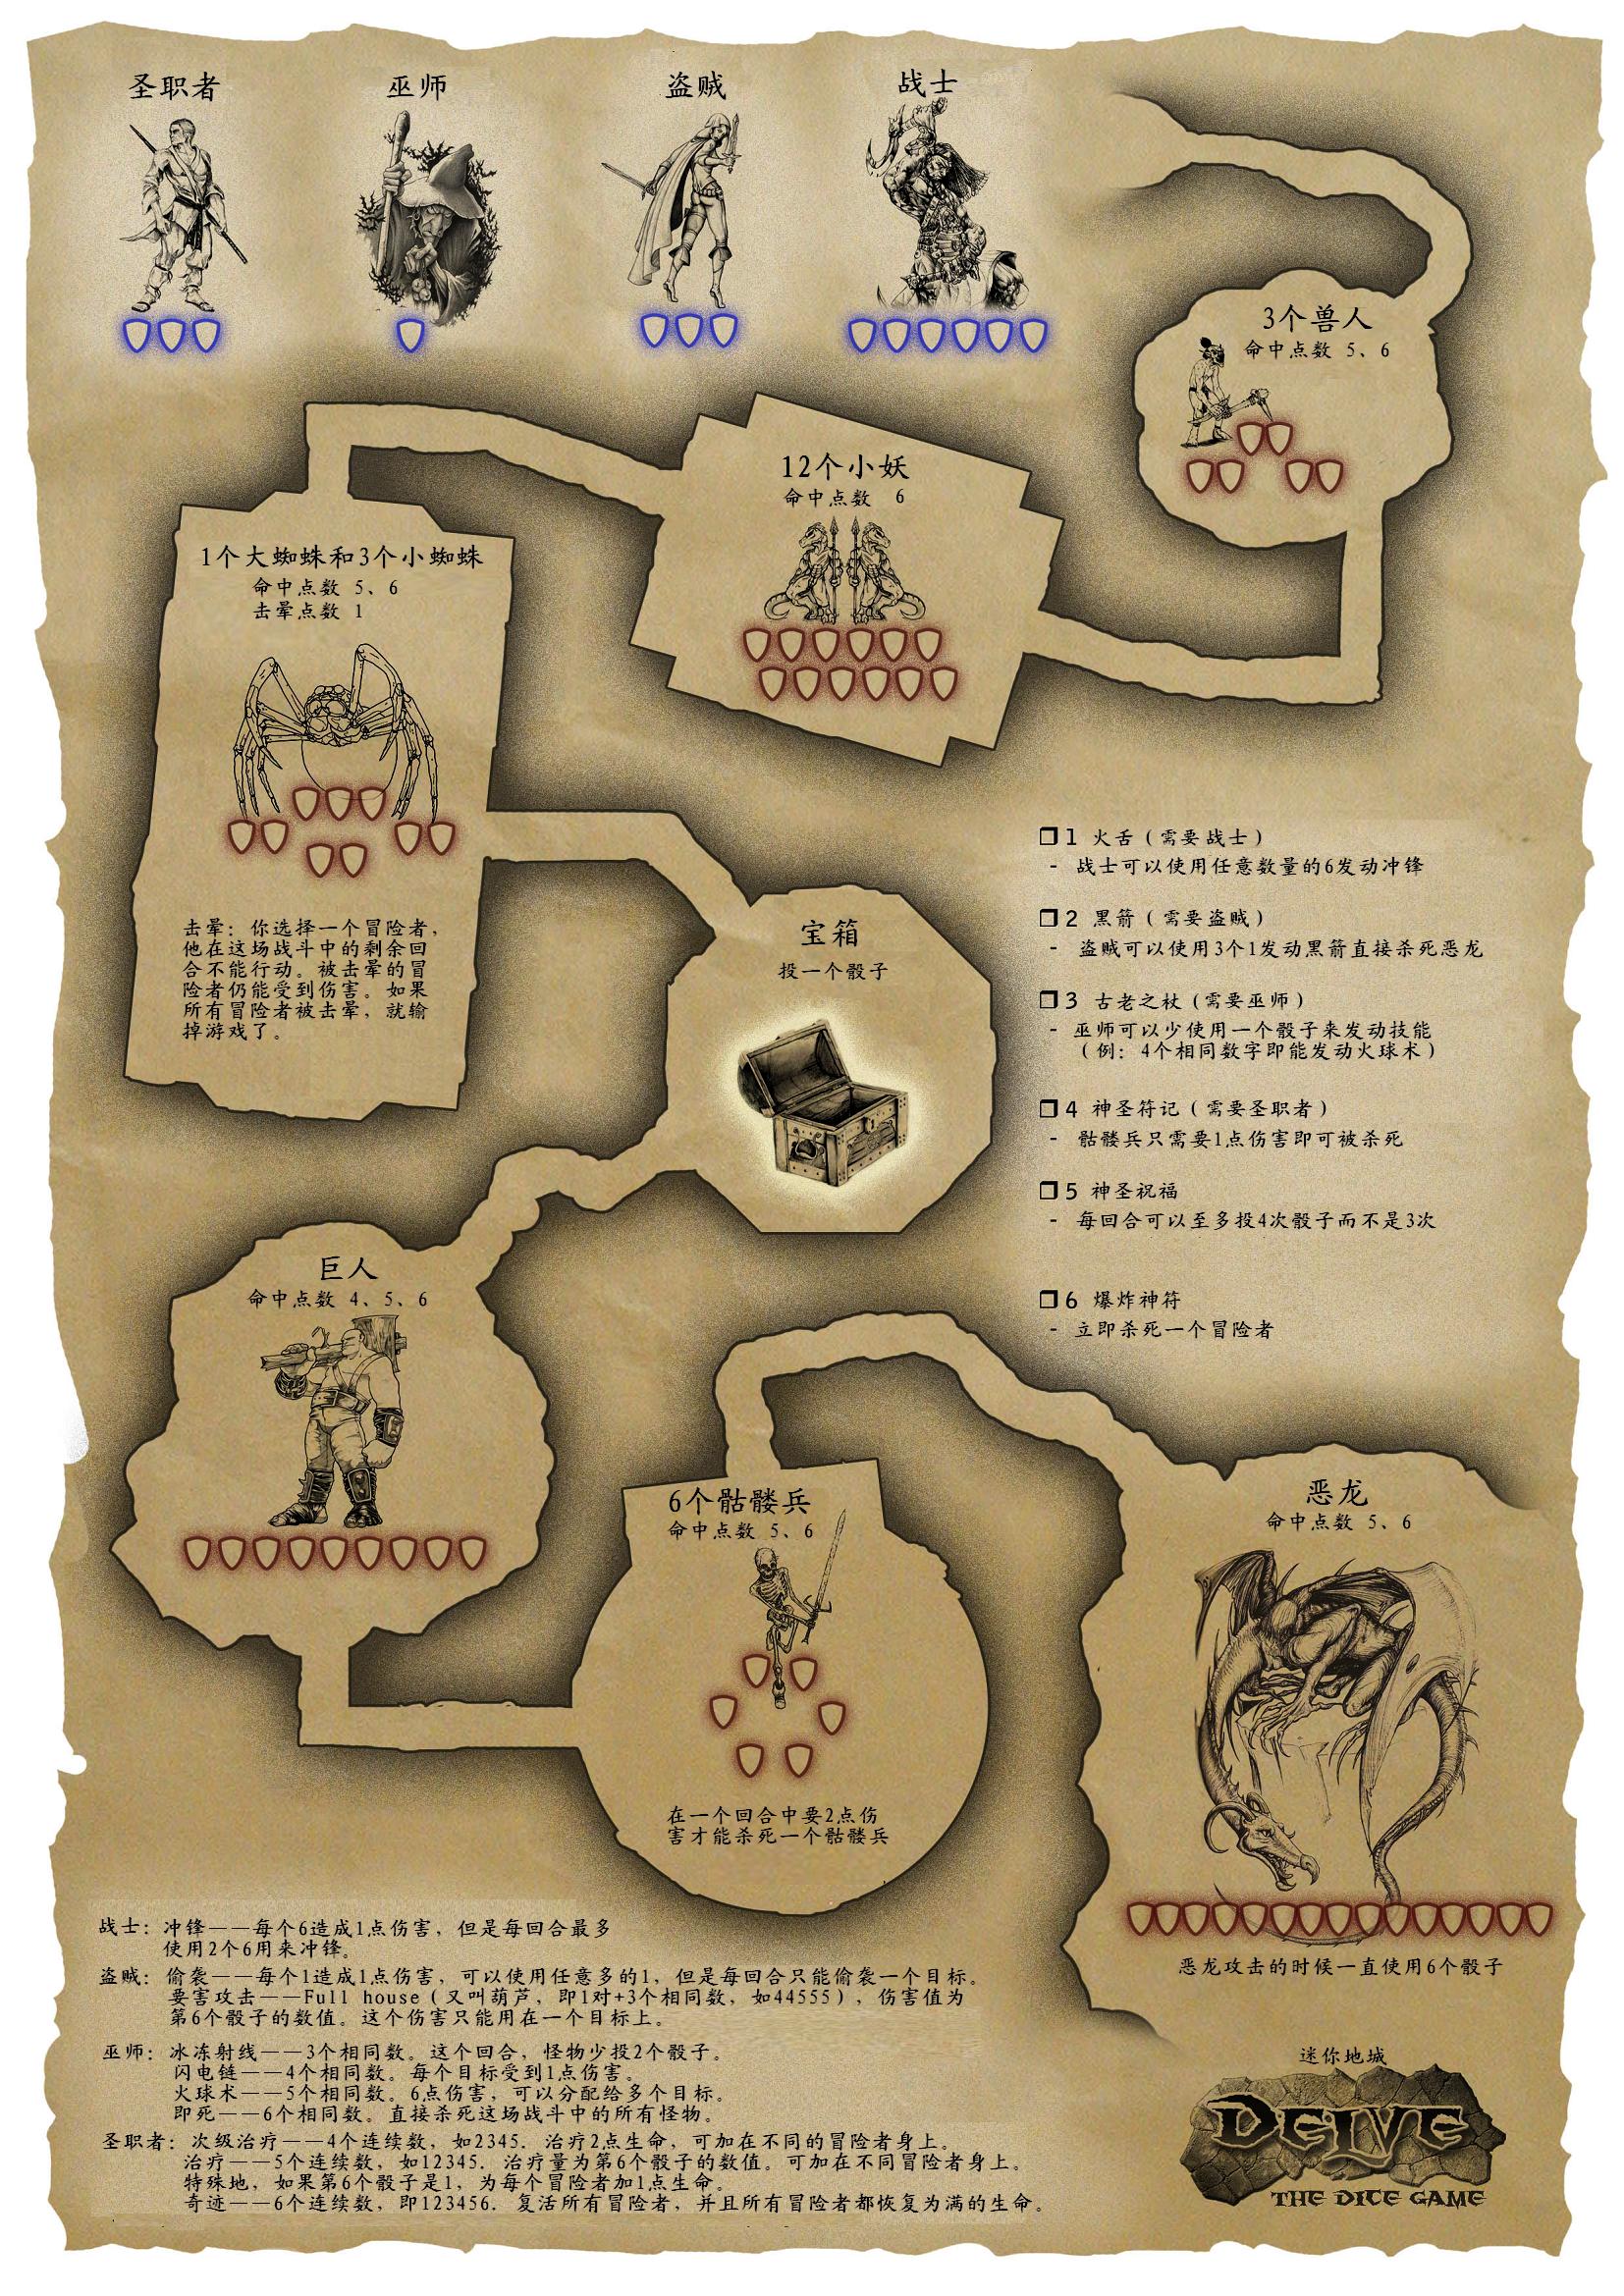 圣职者
巫师
盗贼
战士
3个兽人
命中点数 5、6
12个小妖
命中点数 6
1个大蜘蛛和3个小蜘蛛
命中点数 5、6
击晕点数 1
击晕：你选择一个冒险者，
他在这场战斗中的剩余回
合不能行动。被击晕的冒
险者仍能受到伤害。如果
所有冒险者被击晕，就输
掉游戏了。
宝箱
投一个骰子
1 火舌（需要战士）
- 战士可以使用任意数量的6发动冲锋
2 黑箭（需要盗贼）
- 盗贼可以使用3个1发动黑箭直接杀死恶龙
3 古老之杖（需要巫师）
- 巫师可以少使用一个骰子来发动技能
（例：4个相同数字即能发动火球术）
4 神圣符记（需要圣职者）
- 骷髅兵只需要1点伤害即可被杀死
5 神圣祝福
- 每回合可以至多投4次骰子而不是3次
6 爆炸神符
- 立即杀死一个冒险者
巨人
命中点数 4、5、6
6个骷髅兵
命中点数 5、6
在一个回合中要2点伤
害才能杀死一个骷髅兵
恶龙
命中点数 5、6
恶龙攻击的时候一直使用6个骰子
战士：冲锋——每个6造成1点伤害，但是每回合最多
使用2个6用来冲锋。
盗贼：偷袭——每个1造成1点伤害，可以使用任意多的1，但是每回合只能偷袭一个目标。
要害攻击——Full house（又叫葫芦，即1对+3个相同数，如44555），伤害值为
第6个骰子的数值。这个伤害只能用在一个目标上。
巫师：冰冻射线——3个相同数。这个回合，怪物少投2个骰子。
闪电链——4个相同数。每个目标受到1点伤害。
火球术——5个相同数。6点伤害，可以分配给多个目标。
即死——6个相同数。直接杀死这场战斗中的所有怪物。
圣职者：次级治疗——4个连续数，如2345. 治疗2点生命，可加在不同的冒险者身上。
治疗——5个连续数，如12345. 治疗量为第6个骰子的数值。可加在不同冒险者身上。
特殊地，如果第6个骰子是1，为每个冒险者加1点生命。
奇迹——6个连续数，即123456. 复活所有冒险者，并且所有冒险者都恢复为满的生命。
迷你地城
DELVE
THE DICE GAME